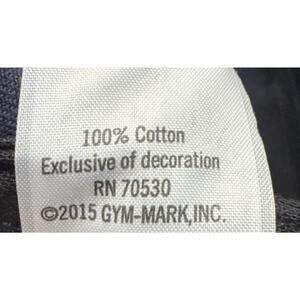 100% Cotton
Exclusive of decoration
RN 70530
©2015 GYM-MARK,INC.